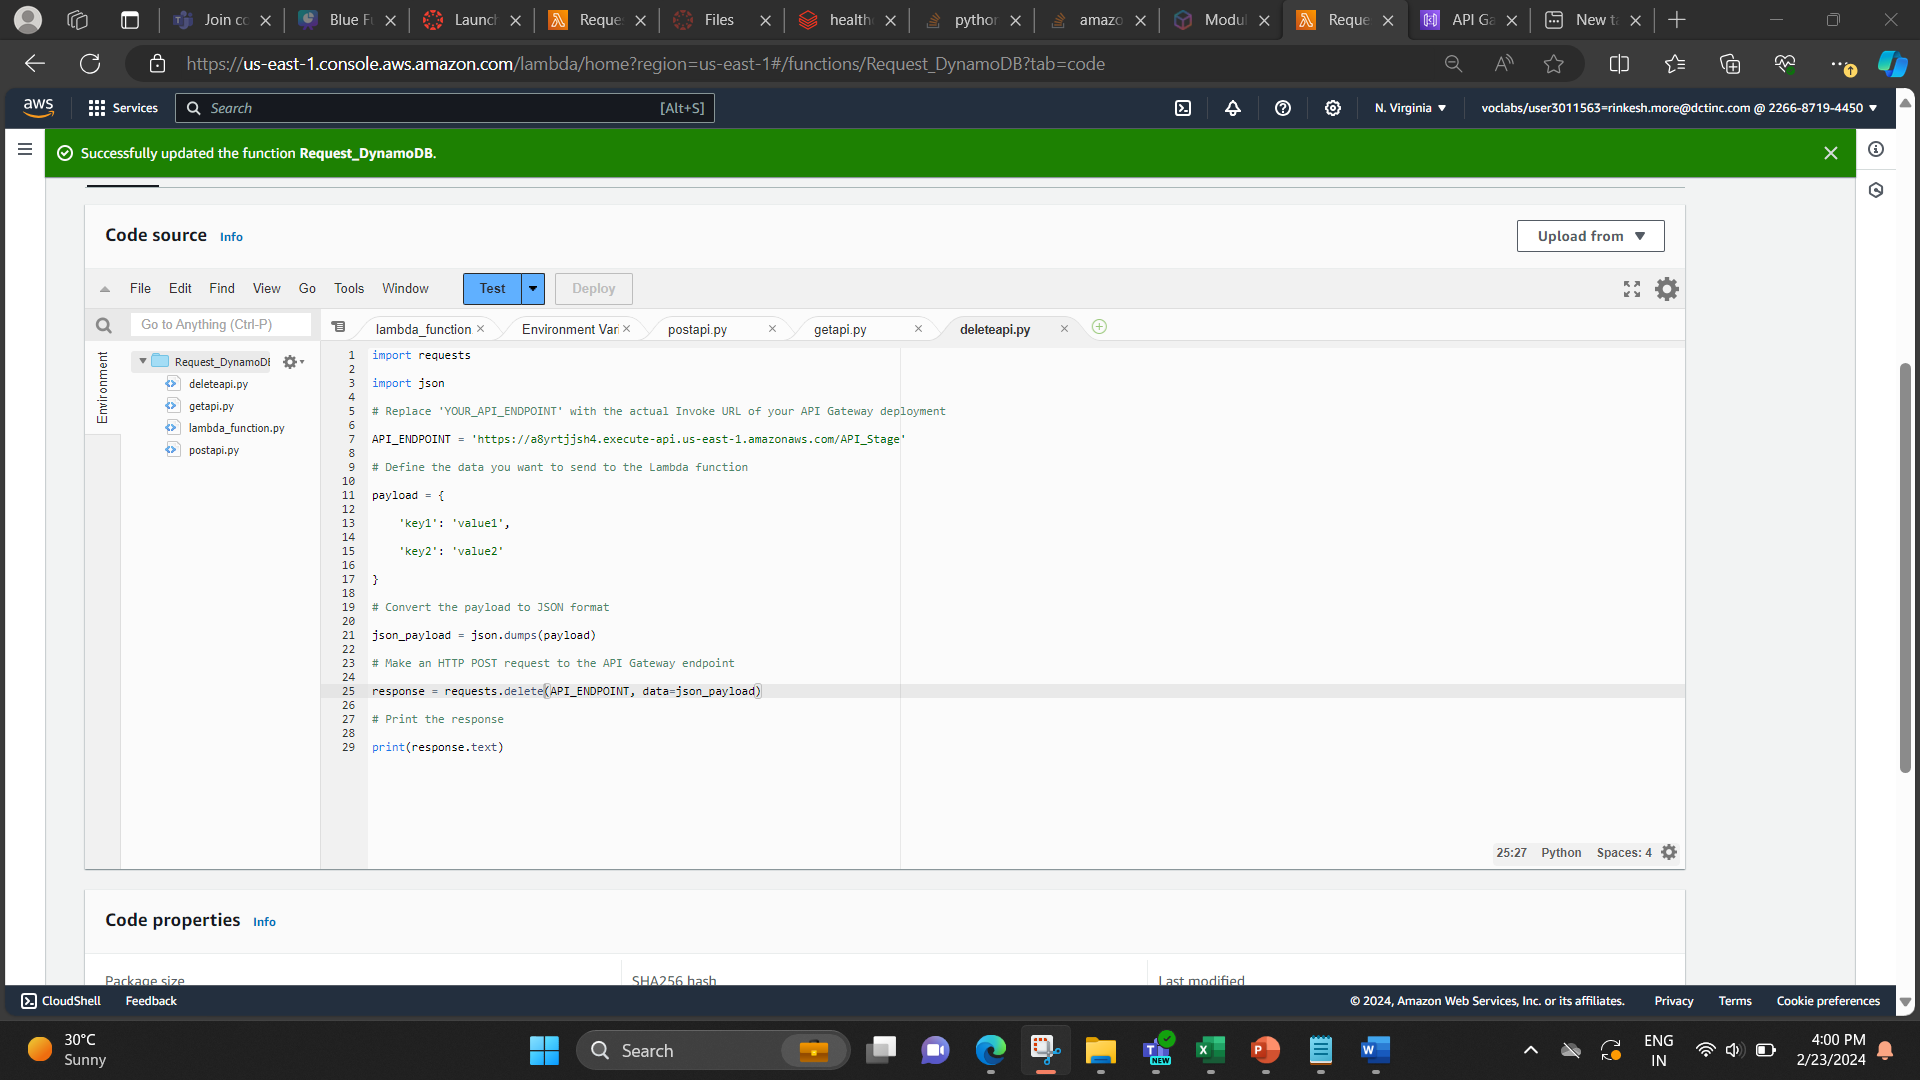 Join co
Blue Fu
Launch
Reque
Files
health
python
amazo
Modul
Reque
API Ga
New ta
https://us-east-1.console.aws.amazon.com/lambda/home?region=us-east-1#/functions/Request_DynamoDB?tab=code
aws
Services
Search
[Alt+S]
N. Virginia
voclabs/user3011563=rinkesh.more@dctinc.com @ 2266-8719-4450
Successfully updated the function Request_DynamoDB.
Code source Info
Upload from
File Edit Find View Go Tools Window
Test
Deploy
Go to Anything (Ctrl-P)
lambda_function
Environment Vari
postapi.py
getapi.py
deleteapi.py
Environment
Request_DynamoDB
deleteapi.py
getapi.py
lambda_function.py
postapi.py
1 import requests
2
3 import json
4
5 # Replace 'YOUR_API_ENDPOINT' with the actual Invoke URL of your API Gateway deployment
6
7 API_ENDPOINT = 'https://a8yrtjjsh4.execute-api.us-east-1.amazonaws.com/API_Stage'
8
9 # Define the data you want to send to the Lambda function
10
11 payload = {
12
13     'key1': 'value1',
14
15     'key2': 'value2'
16
17 }
18
19 # Convert the payload to JSON format
20
21 json_payload = json.dumps(payload)
22
23 # Make an HTTP POST request to the API Gateway endpoint
24
25 response = requests.delete(API_ENDPOINT, data=json_payload)
26
27 # Print the response
28
29 print(response.text)
25:27 Python Spaces: 4
Code properties Info
Package size
SHA256 hash
Last modified
CloudShell
Feedback
© 2024, Amazon Web Services, Inc. or its affiliates.
Privacy
Terms
Cookie preferences
30°C
Sunny
Search
NEW
ENG
IN
4:00 PM
2/23/2024